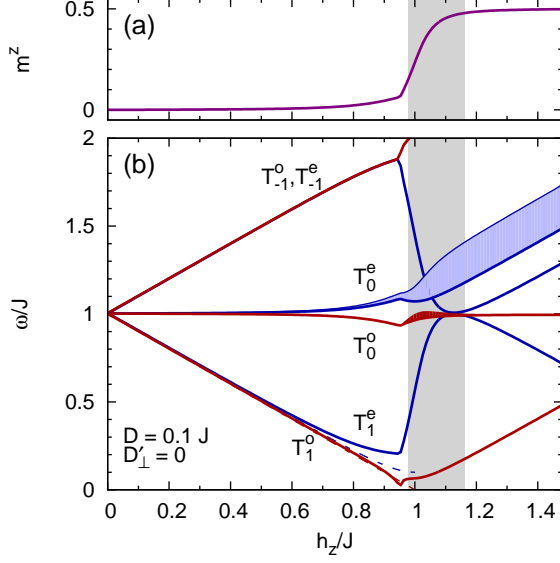 0.5
m^z
(a)
0
2
(b)
T^o_-1,T^e_-1
1.5
T^e_0
ω/J
1
T^o_0
0.5
T^e_1
D = 0.1 J
T^o_1
D'_⊥ = 0
0
0 0.2 0.4 0.6 0.8 1 1.2 1.4
h_z/J